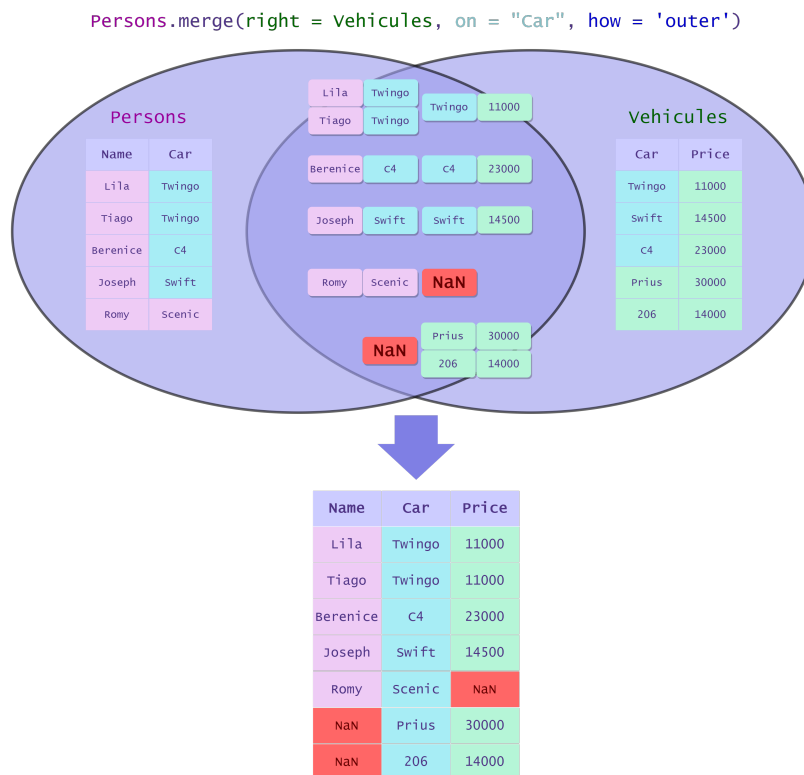 Persons.merge(right = Vehicules, on = "Car", how = 'outer')
Persons
Name Car
Lila Twingo
Tiago Twingo
Berenice C4
Joseph Swift
Romy Scenic
Lila Twingo
Tiago Twingo
Twingo 11000
Berenice C4 C4 23000
Joseph Swift Swift 14500
Romy Scenic NaN
NaN
Prius 30000
206 14000
Vehicules
Car Price
Twingo 11000
Swift 14500
C4 23000
Prius 30000
206 14000
Name Car Price
Lila Twingo 11000
Tiago Twingo 11000
Berenice C4 23000
Joseph Swift 14500
Romy Scenic NaN
NaN Prius 30000
NaN 206 14000